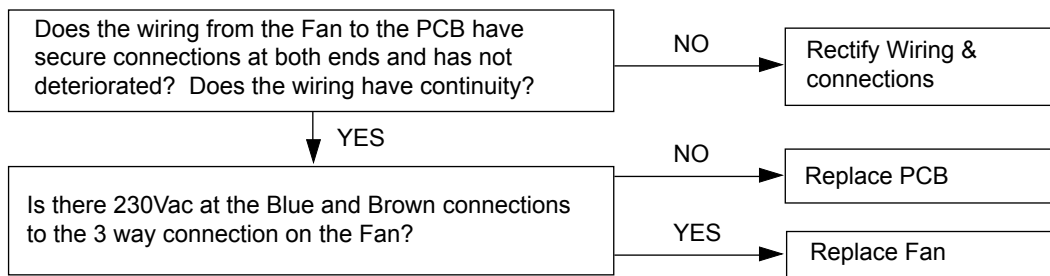 Does the wiring from the Fan to the PCB have
secure connections at both ends and has not
deteriorated?  Does the wiring have continuity?
NO
Rectify Wiring &
connections
YES
Is there 230Vac at the Blue and Brown connections
to the 3 way connection on the Fan?
NO
Replace PCB
YES
Replace Fan